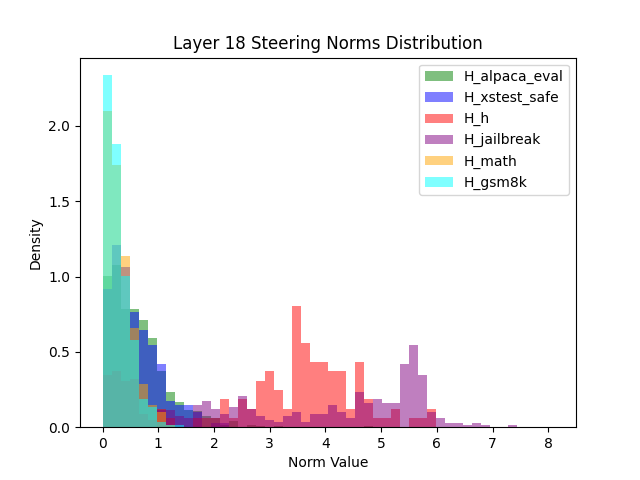 Layer 18 Steering Norms Distribution
H_alpaca_eval
H_xstest_safe
H_h
H_jailbreak
H_math
H_gsm8k
2.0
1.5
1.0
0.5
0.0
Density
0 1 2 3 4 5 6 7 8
Norm Value